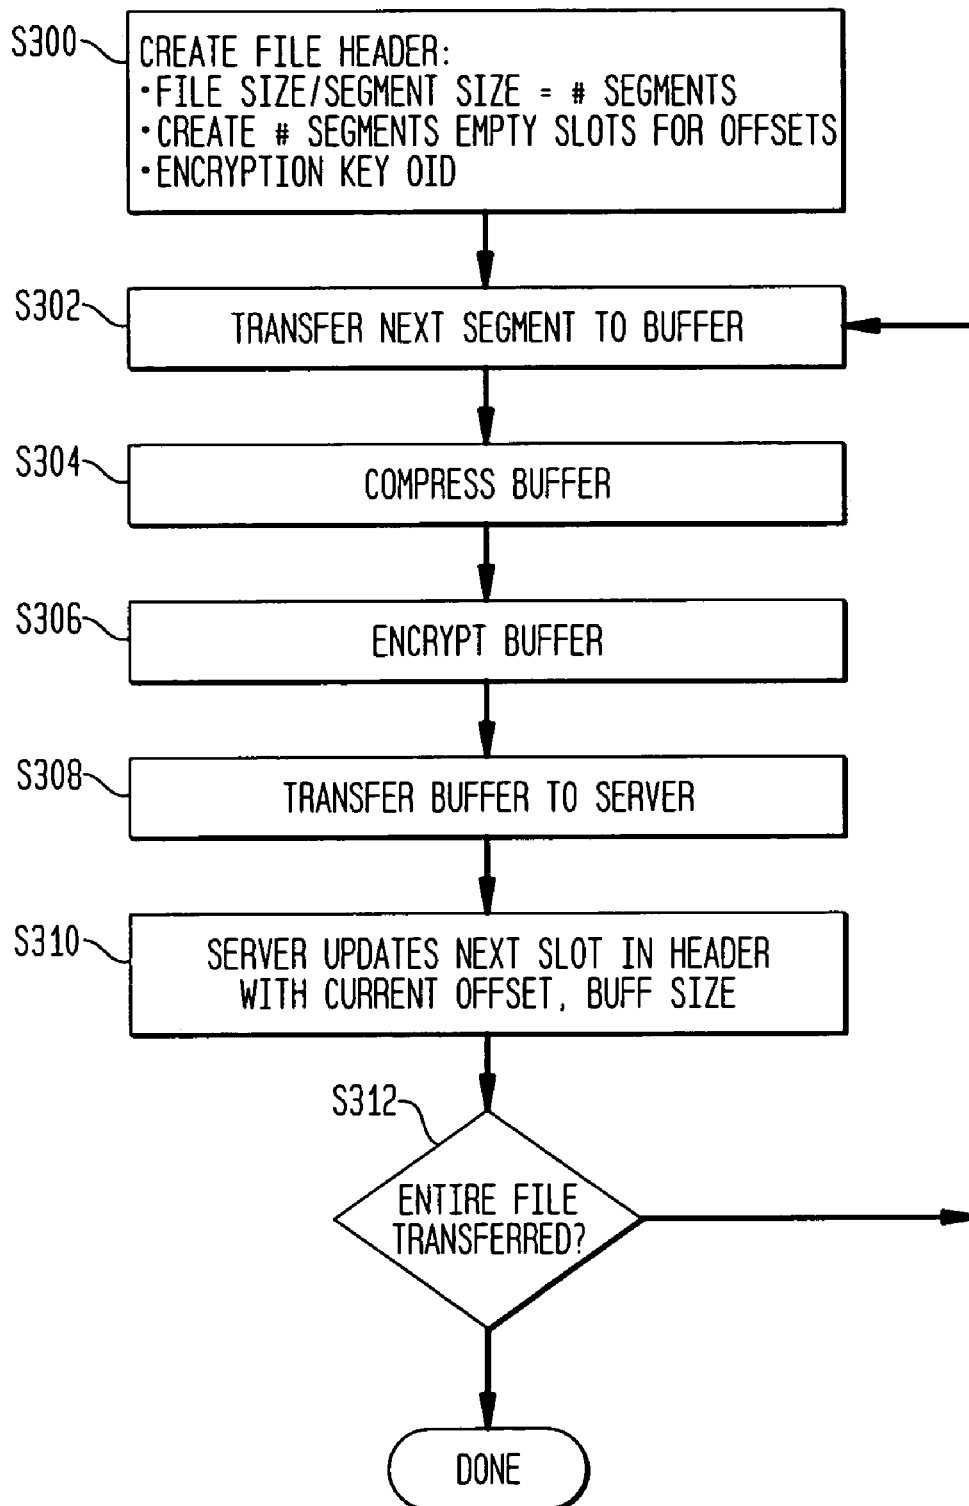 S300
CREATE FILE HEADER:
•FILE SIZE/SEGMENT SIZE = # SEGMENTS
•CREATE # SEGMENTS EMPTY SLOTS FOR OFFSETS
•ENCRYPTION KEY OID
S302
TRANSFER NEXT SEGMENT TO BUFFER
S304
COMPRESS BUFFER
S306
ENCRYPT BUFFER
S308
TRANSFER BUFFER TO SERVER
S310
SERVER UPDATES NEXT SLOT IN HEADER
WITH CURRENT OFFSET, BUFF SIZE
S312
ENTIRE FILE
TRANSFERRED?
DONE